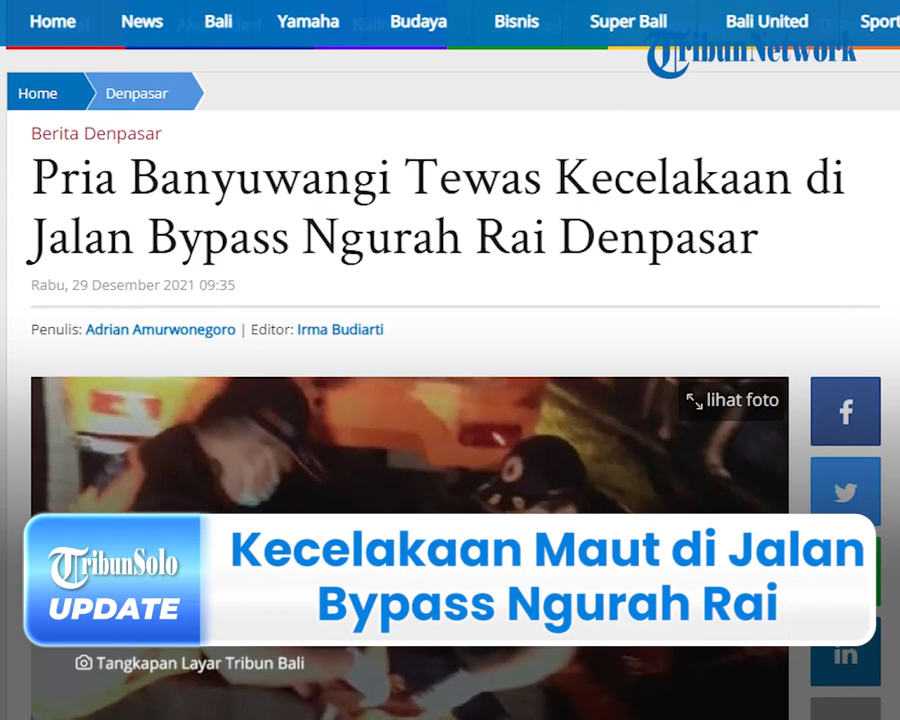 Home News Bali Yamaha Budaya Bisnis Super Ball Bali United Sport
TribunNetwork
Home Denpasar
Berita Denpasar
Pria Banyuwangi Tewas Kecelakaan di
Jalan Bypass Ngurah Rai Denpasar
Rabu, 29 Desember 2021 09:35
Penulis: Adrian Amurwonegoro | Editor: Irma Budiarti
lihat foto
f
TribunSolo
UPDATE
Kecelakaan Maut di Jalan
Bypass Ngurah Rai
in
Tangkapan Layar Tribun Bali